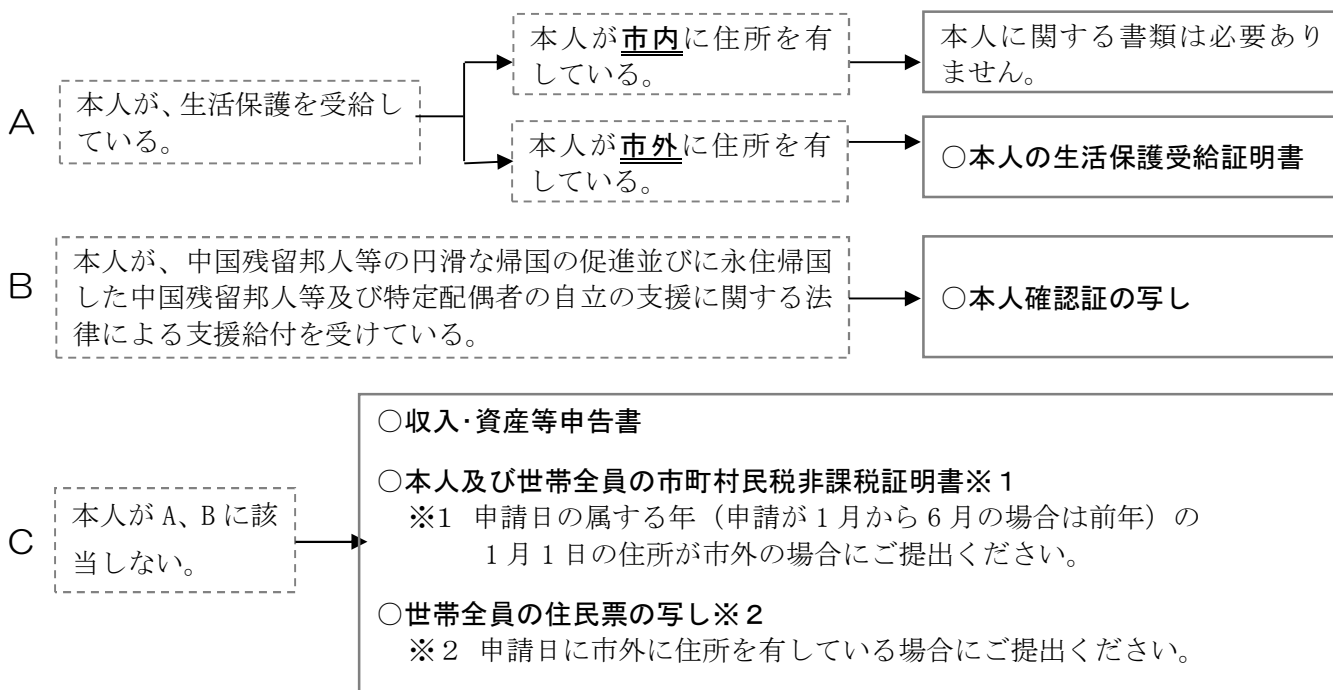 A
本人が、生活保護を受給し
ている。
本人が市内に住所を有
している。
本人に関する書類は必要あり
ません。
本人が市外に住所を有
している。
○本人の生活保護受給証明書
B
本人が、中国残留邦人等の円滑な帰国の促進並びに永住帰国
した中国残留邦人等及び特定配偶者の自立の支援に関する法
律による支援給付を受けている。
○本人確認証の写し
C
本人が A、B に該
当しない。
○収入･資産等申告書
○本人及び世帯全員の市町村民税非課税証明書※１
※1 申請日の属する年（申請が 1 月から 6 月の場合は前年）の
1 月 1 日の住所が市外の場合にご提出ください。
○世帯全員の住民票の写し※２
※２ 申請日に市外に住所を有している場合にご提出ください。